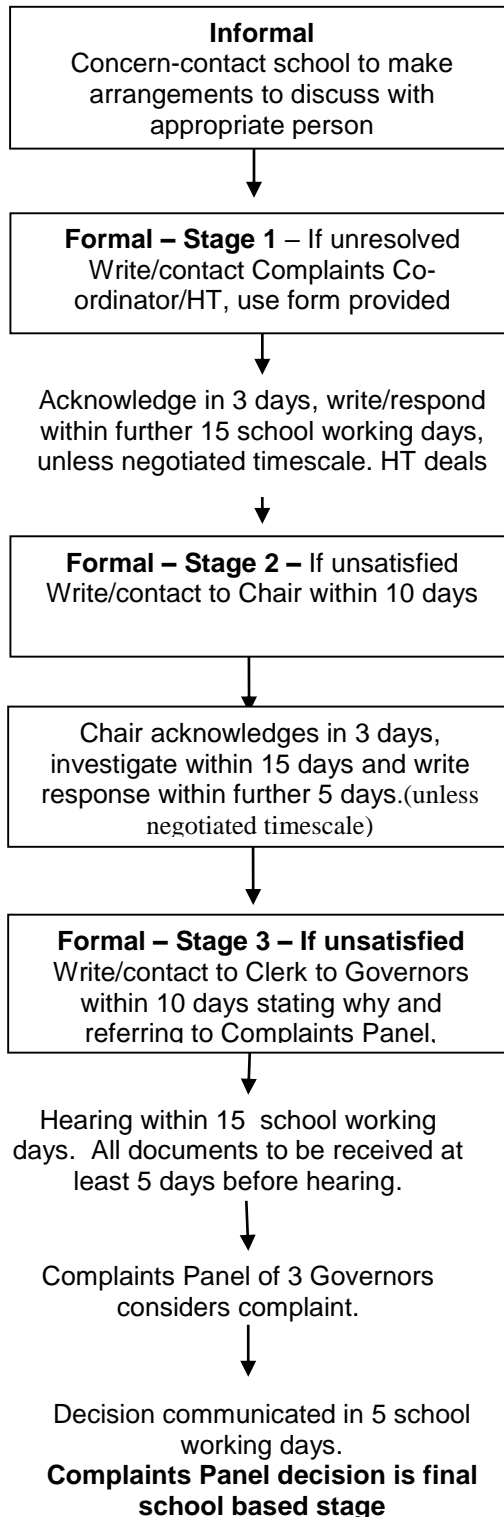 Informal
Concern-contact school to make
arrangements to discuss with
appropriate person
Formal – Stage 1 – If unresolved
Write/contact Complaints Co-
ordinator/HT, use form provided
Acknowledge in 3 days, write/respond
within further 15 school working days,
unless negotiated timescale. HT deals
Formal – Stage 2 – If unsatisfied
Write/contact to Chair within 10 days
Chair acknowledges in 3 days,
investigate within 15 days and write
response within further 5 days.(unless
negotiated timescale)
Formal – Stage 3 – If unsatisfied
Write/contact to Clerk to Governors
within 10 days stating why and
referring to Complaints Panel,
Hearing within 15 school working
days. All documents to be received at
least 5 days before hearing.
Complaints Panel of 3 Governors
considers complaint.
Decision communicated in 5 school
working days.
Complaints Panel decision is final
school based stage